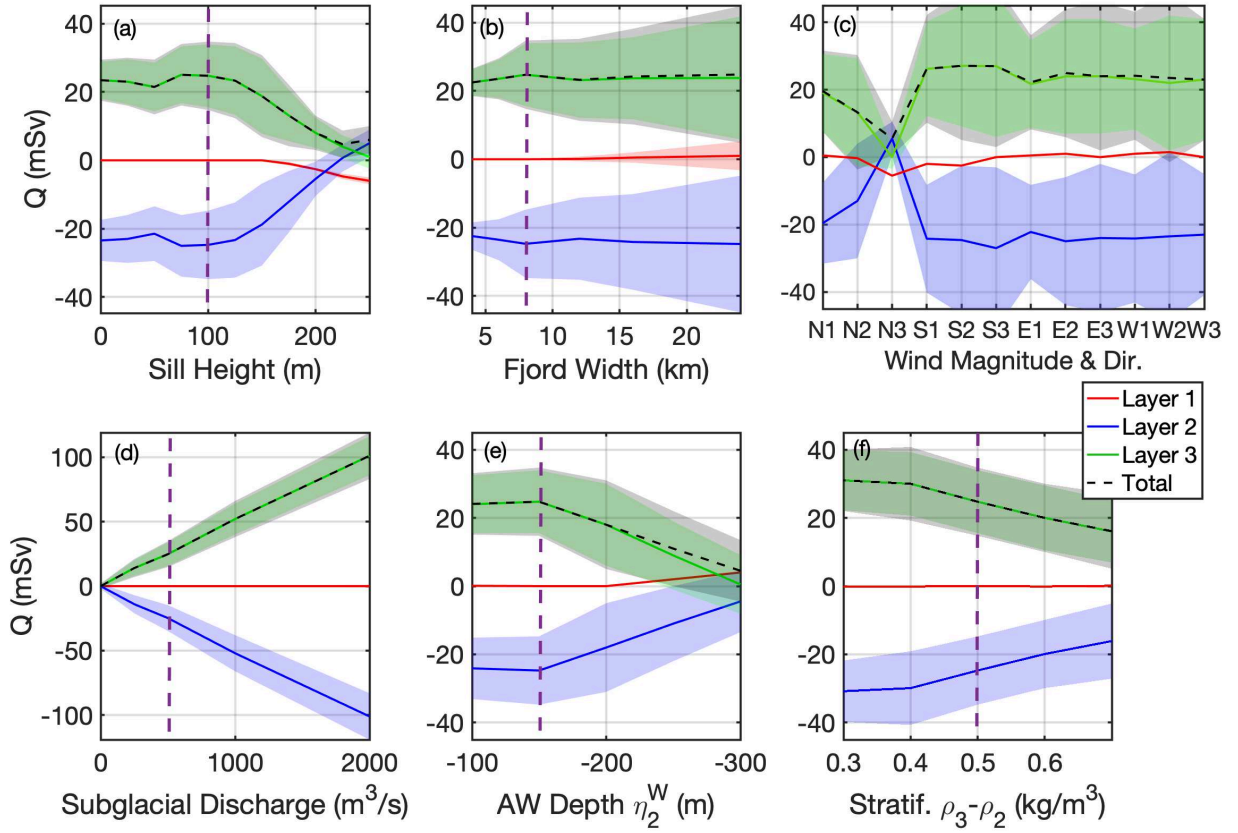 (a)
40
20
0
-20
-40
Q (mSv)
0 100 200
Sill Height (m)
(b)
40
20
0
-20
-40
5 10 15 20
Fjord Width (km)
(c)
40
20
0
-20
-40
N1 N2 N3 S1 S2 S3 E1 E2 E3 W1 W2 W3
Wind Magnitude & Dir.
Layer 1
Layer 2
Layer 3
Total
(d)
100
50
0
-50
-100
Q (mSv)
0 1000 2000
Subglacial Discharge (m³/s)
(e)
40
20
0
-20
-40
-100 -200 -300
AW Depth η₂ᵂ (m)
(f)
40
20
0
-20
-40
0.3 0.4 0.5 0.6
Stratif. ρ₃-ρ₂ (kg/m³)